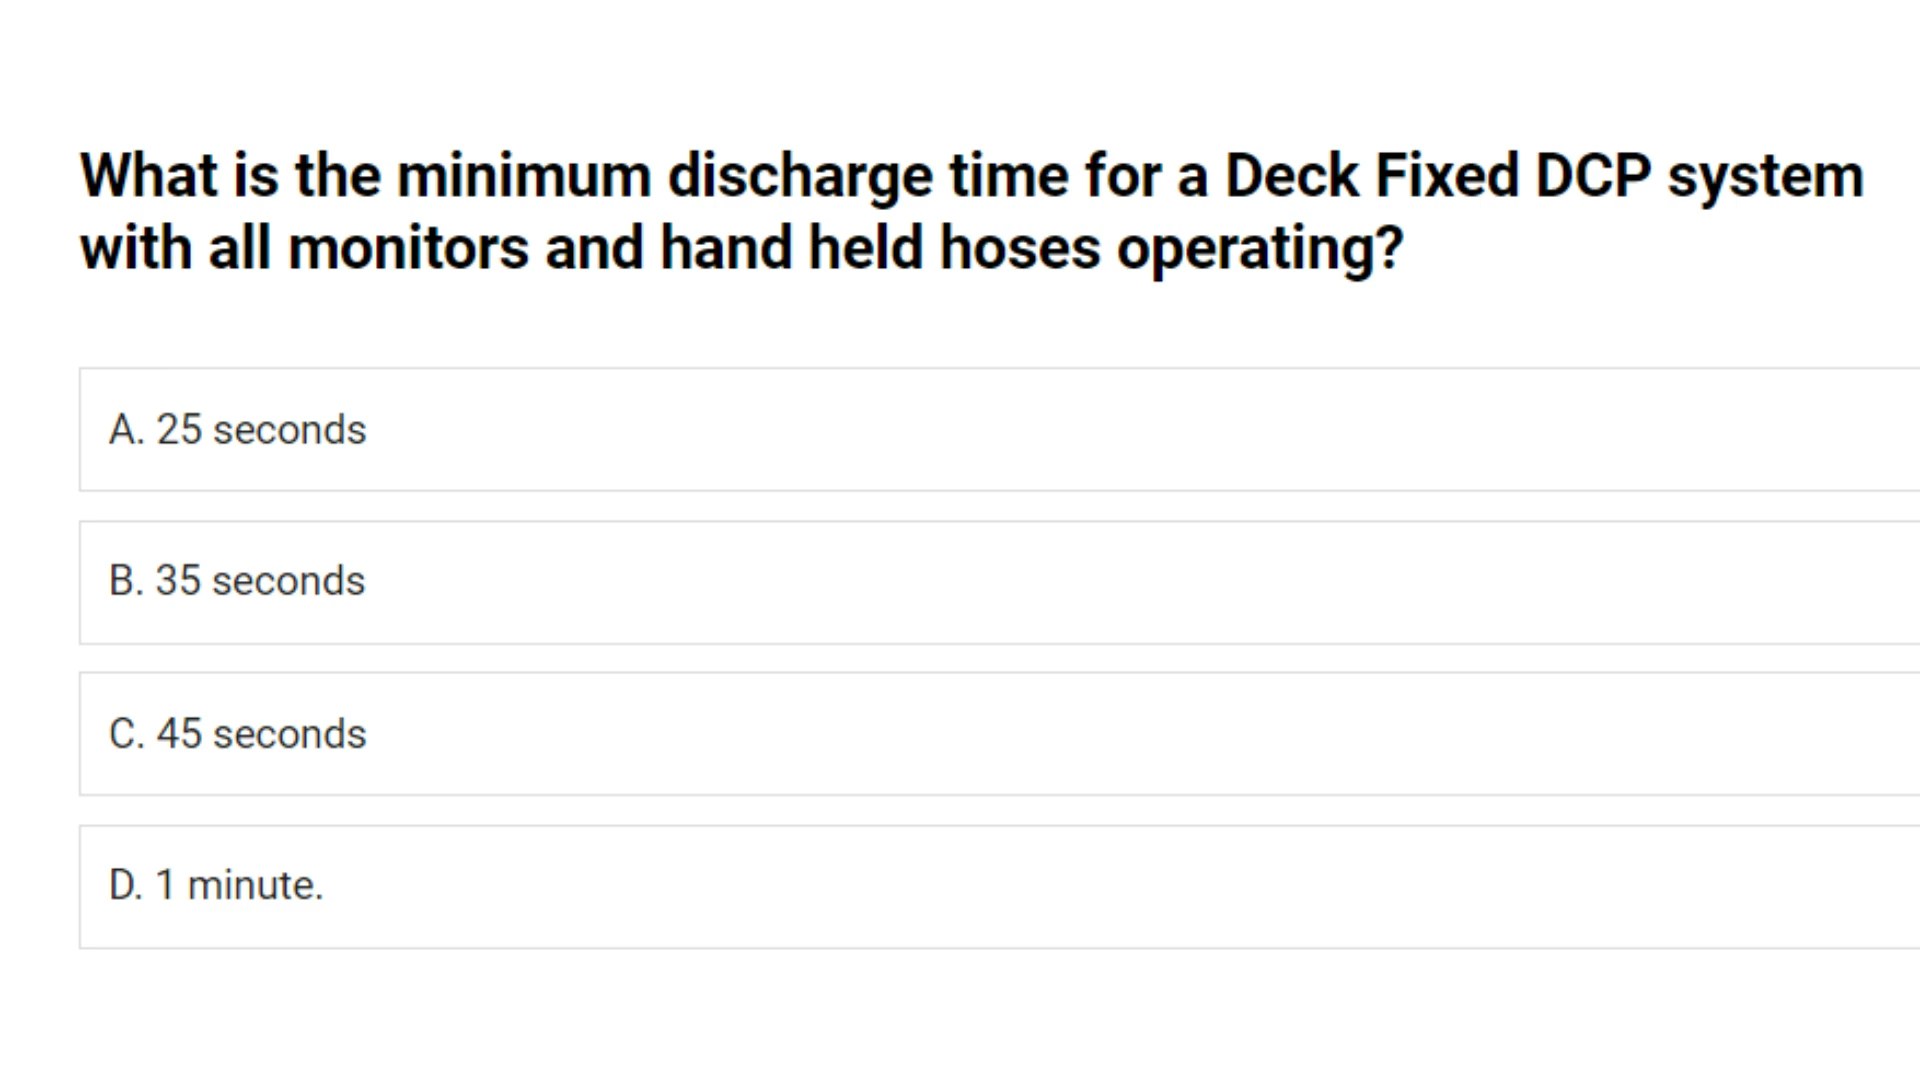 What is the minimum discharge time for a Deck Fixed DCP system
with all monitors and hand held hoses operating?
A. 25 seconds
B. 35 seconds
C. 45 seconds
D. 1 minute.